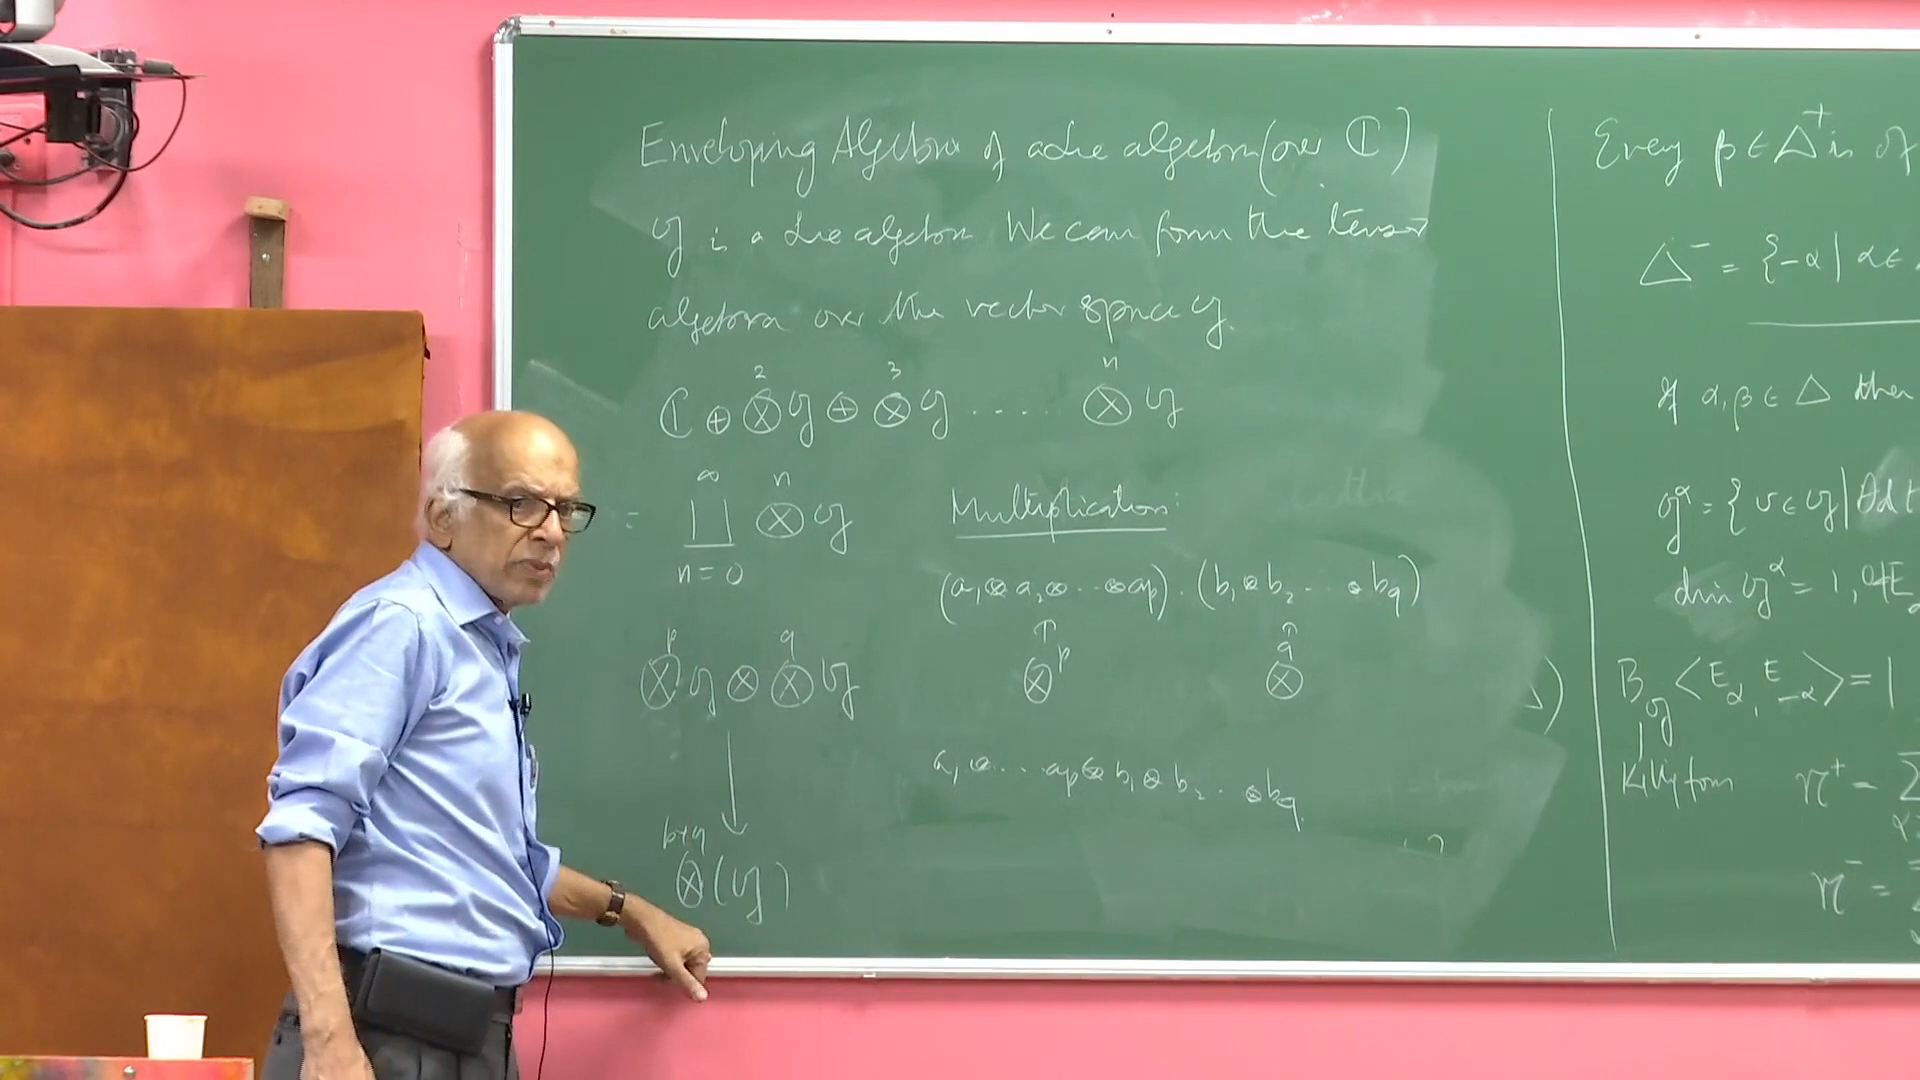 Enveloping Algebra of a Lie algebra (over ℂ)
𝔤 is a Lie algebra We can form the tensor
algebra over the vector space 𝔤.
ℂ ⊕ ⊗² 𝔤 ⊕ ⊗³ 𝔤 ..... ⊗ⁿ 𝔤
= ∐_{n=0}^{∞} ⊗ⁿ 𝔤
Multiplication:
(a₁⊗a₂⊗..⊗a_p).(b₁⊗b₂..⊗b_q)
↑ ↑
⊗^p ⊗^q
⊗^p 𝔤 ⊗ ⊗^q 𝔤
↓
⊗^{p+q}(𝔤)
a₁⊗...a_p⊗b₁⊗b₂..⊗b_q.
Every β ∈ Δ⁺ is of
Δ⁻ = {-α | α ∈
If α, β ∈ Δ then
𝔤^α = { v ∈ 𝔤 | Ad t
dim 𝔤^α = 1,
B_𝔤 <E_α, E_{-α}> = 1
Killing form
η⁺ = Σ
η⁻ =